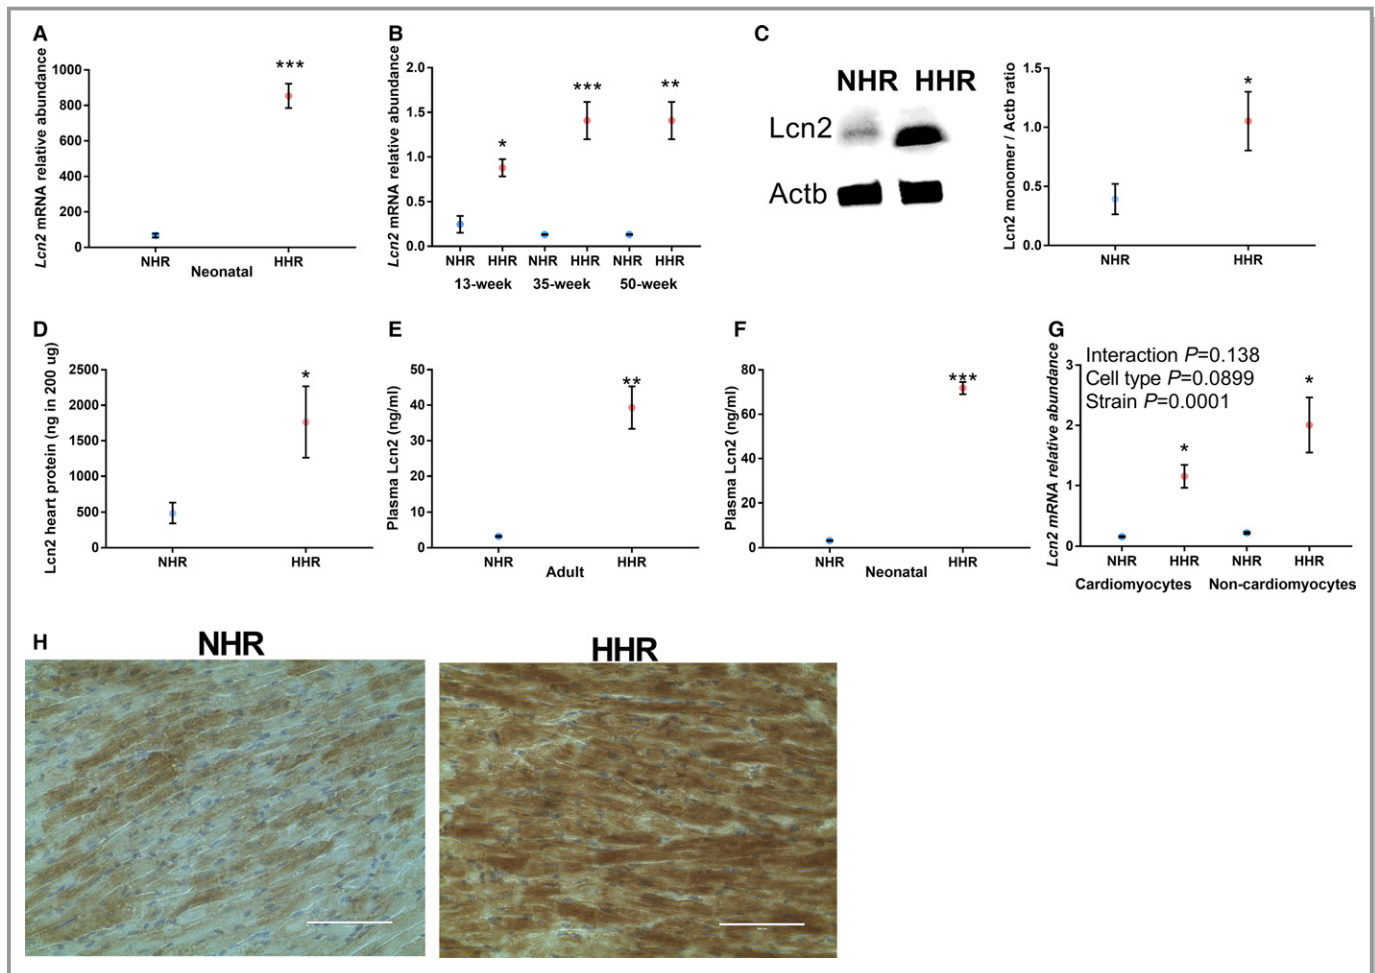 A
Lcn2 mRNA relative abundance
1000
800
600
400
200
0
***
NHR
HHR
Neonatal
B
Lcn2 mRNA relative abundance
2.0
1.5
1.0
0.5
0.0
*
***
**
NHR HHR NHR HHR NHR HHR
13-week 35-week 50-week
C
NHR HHR
Lcn2
Actb
Lcn2 monomer / Actb ratio
1.5
1.0
0.5
0.0
*
NHR
HHR
D
Lcn2 heart protein (ng in 200 ug)
2500
2000
1500
1000
500
0
*
NHR
HHR
E
Plasma Lcn2 (ng/ml)
50
40
30
20
10
0
**
NHR
HHR
Adult
F
Plasma Lcn2 (ng/ml)
80
60
40
20
0
***
NHR
HHR
Neonatal
G
Lcn2 mRNA relative abundance
3
2
1
0
Interaction P=0.138
Cell type P=0.0899
Strain P=0.0001
*
*
NHR HHR NHR HHR
Cardiomyocytes Non-cardiomyocytes
H
NHR
HHR